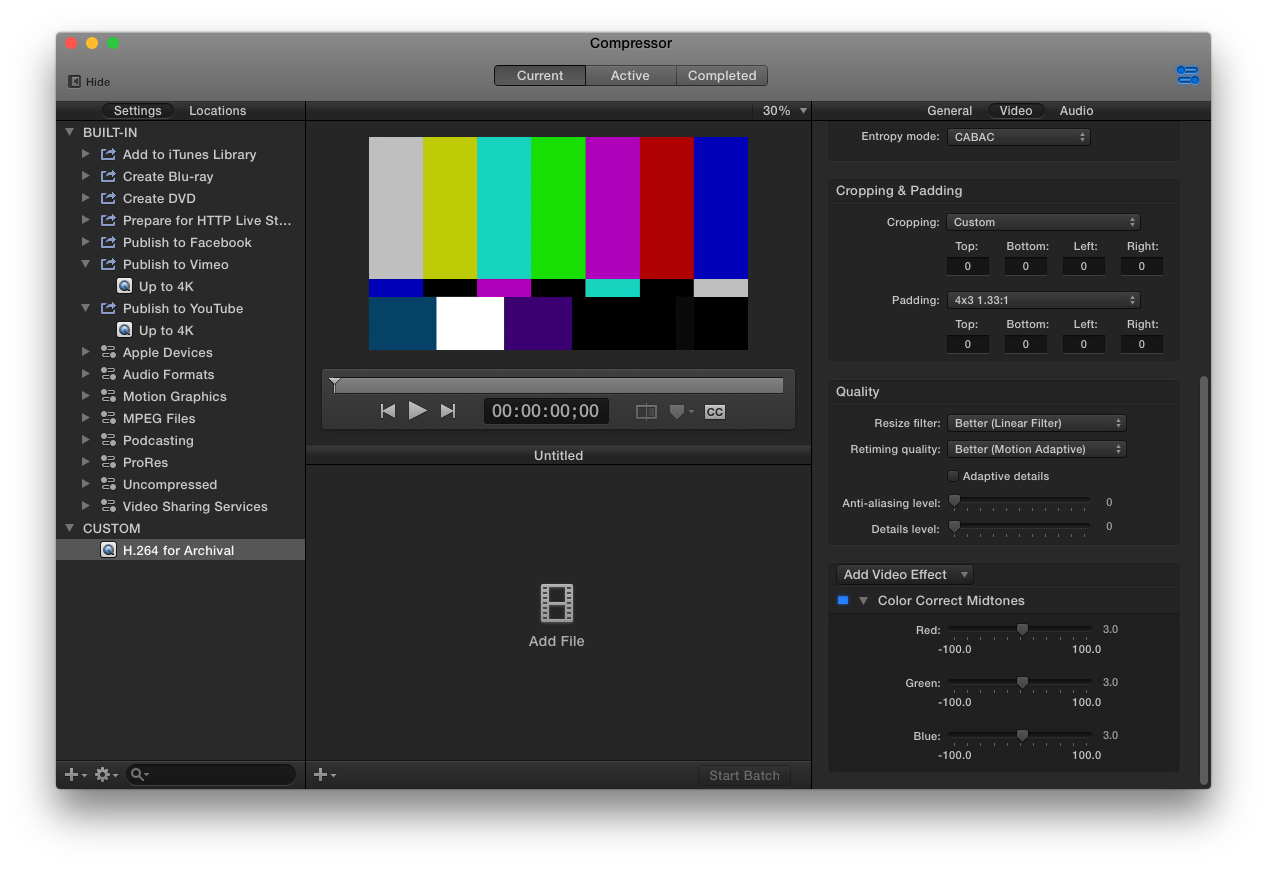 Compressor
Hide
Current Active Completed
Settings Locations
BUILT-IN
Add to iTunes Library
Create Blu-ray
Create DVD
Prepare for HTTP Live St...
Publish to Facebook
Publish to Vimeo
Up to 4K
Publish to YouTube
Up to 4K
Apple Devices
Audio Formats
Motion Graphics
MPEG Files
Podcasting
ProRes
Uncompressed
Video Sharing Services
CUSTOM
H.264 for Archival
30%
00:00:00;00
CC
Untitled
Add File
Start Batch
General Video Audio
Entropy mode: CABAC
Cropping & Padding
Cropping: Custom
Top: Bottom: Left: Right:
0 0 0 0
Padding: 4x3 1.33:1
Top: Bottom: Left: Right:
0 0 0 0
Quality
Resize filter: Better (Linear Filter)
Retiming quality: Better (Motion Adaptive)
Adaptive details
Anti-aliasing level: 0
Details level: 0
Add Video Effect
Color Correct Midtones
Red: 3.0
-100.0 100.0
Green: 3.0
-100.0 100.0
Blue: 3.0
-100.0 100.0